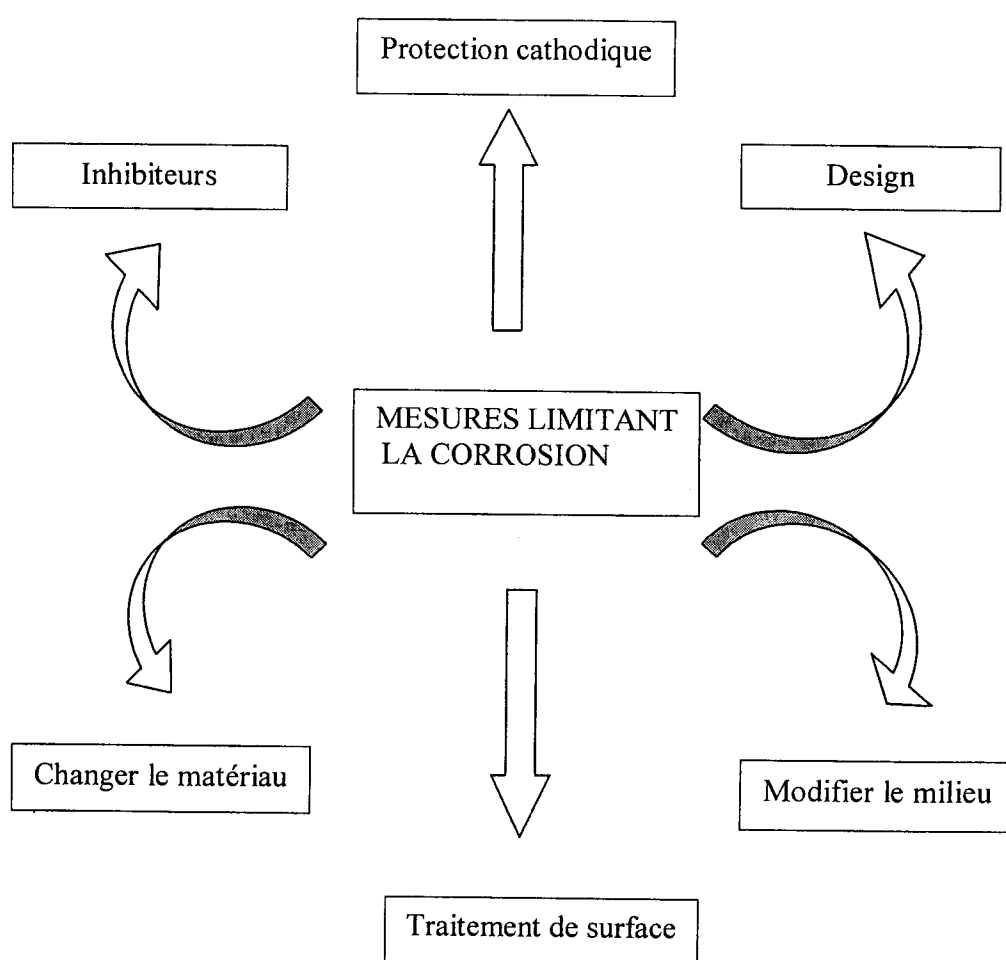 Protection cathodique
Inhibiteurs
Design
MESURES LIMITANT
LA CORROSION
Changer le matériau
Modifier le milieu
Traitement de surface